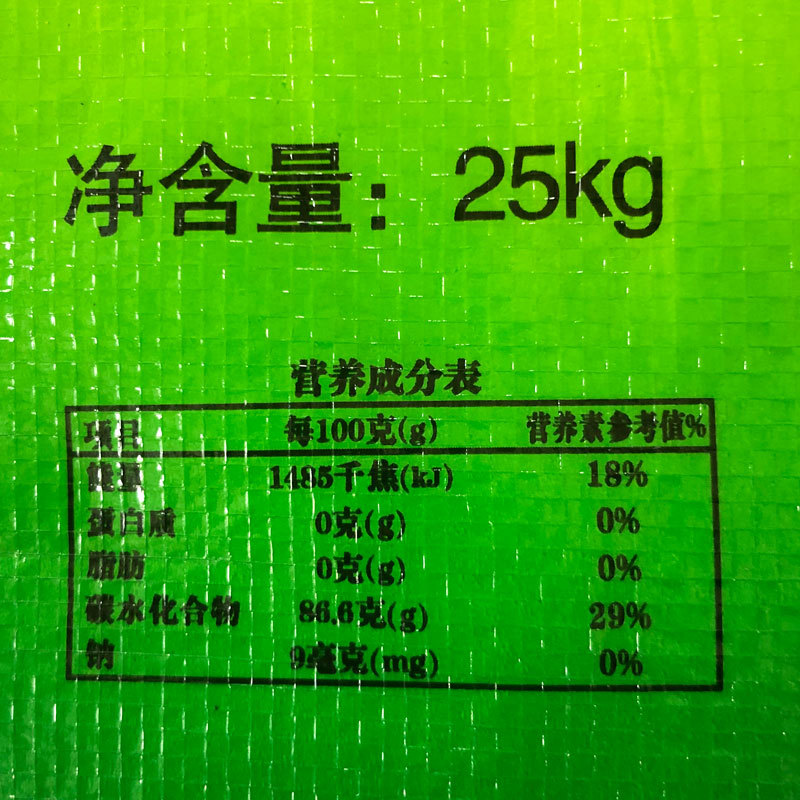 净含量：25kg
营养成分表
项目 每100克(g) 营养素参考值%
能量 1485千焦(kJ) 18%
蛋白质 0克(g) 0%
脂肪 0克(g) 0%
碳水化合物 86.6克(g) 29%
钠 9毫克(mg) 0%